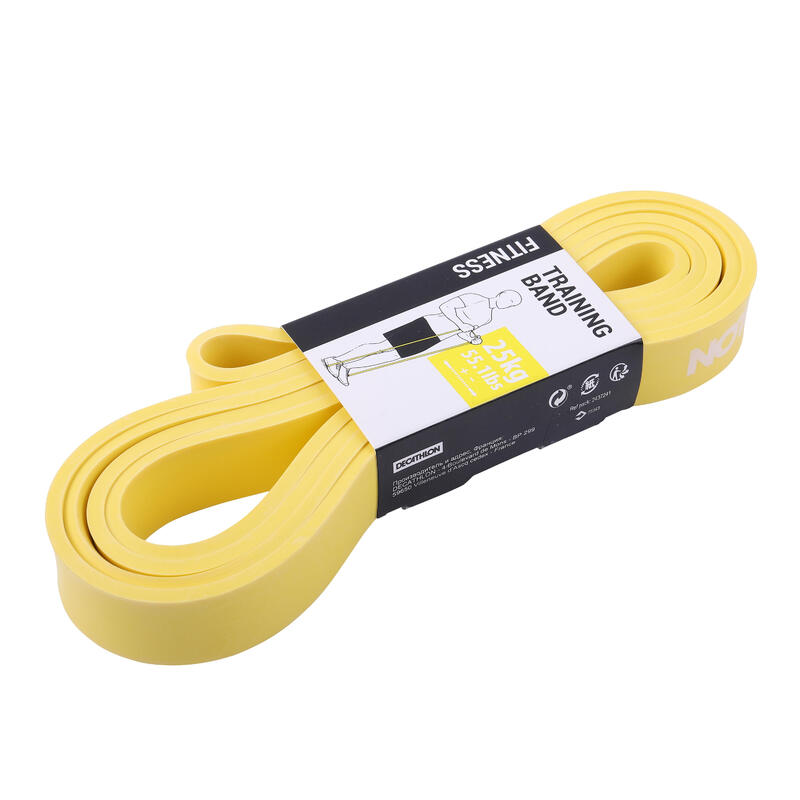 FITNESS
TRAINING
BAND
25kg
55.1lbs
- + -
Ref pack: 2437241
DECATHLON
Производитель и адрес, Франция:
DECATHLON - 4 Boulevard de Mons - BP 299
59650 Villeneuve d'Ascq cedex - France
NO